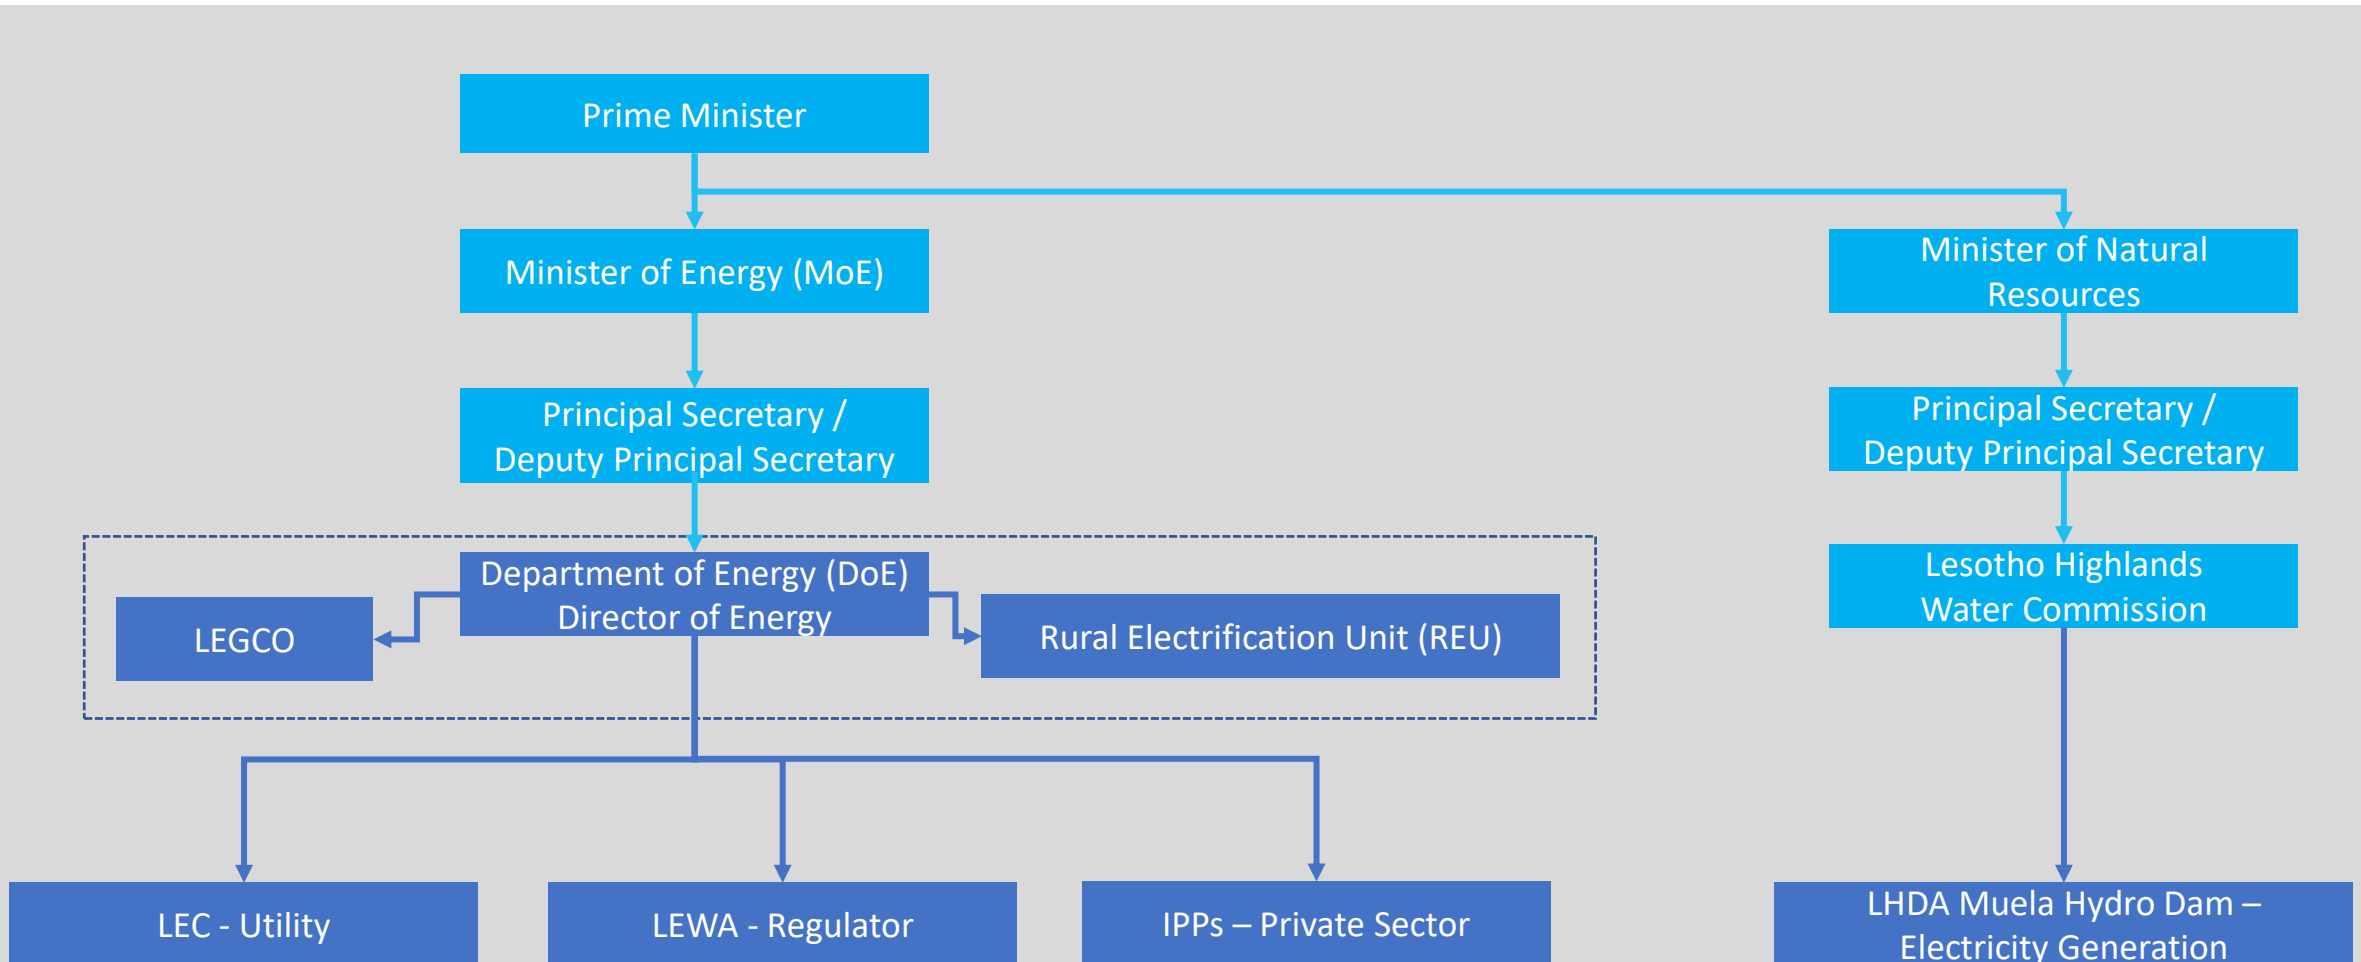 Prime Minister
Minister of Energy (MoE)
Minister of Natural
Resources
Principal Secretary /
Deputy Principal Secretary
Principal Secretary /
Deputy Principal Secretary
Department of Energy (DoE)
Director of Energy
Lesotho Highlands
Water Commission
LEGCO
Rural Electrification Unit (REU)
LEC - Utility
LEWA - Regulator
IPPs – Private Sector
LHDA Muela Hydro Dam –
Electricity Generation